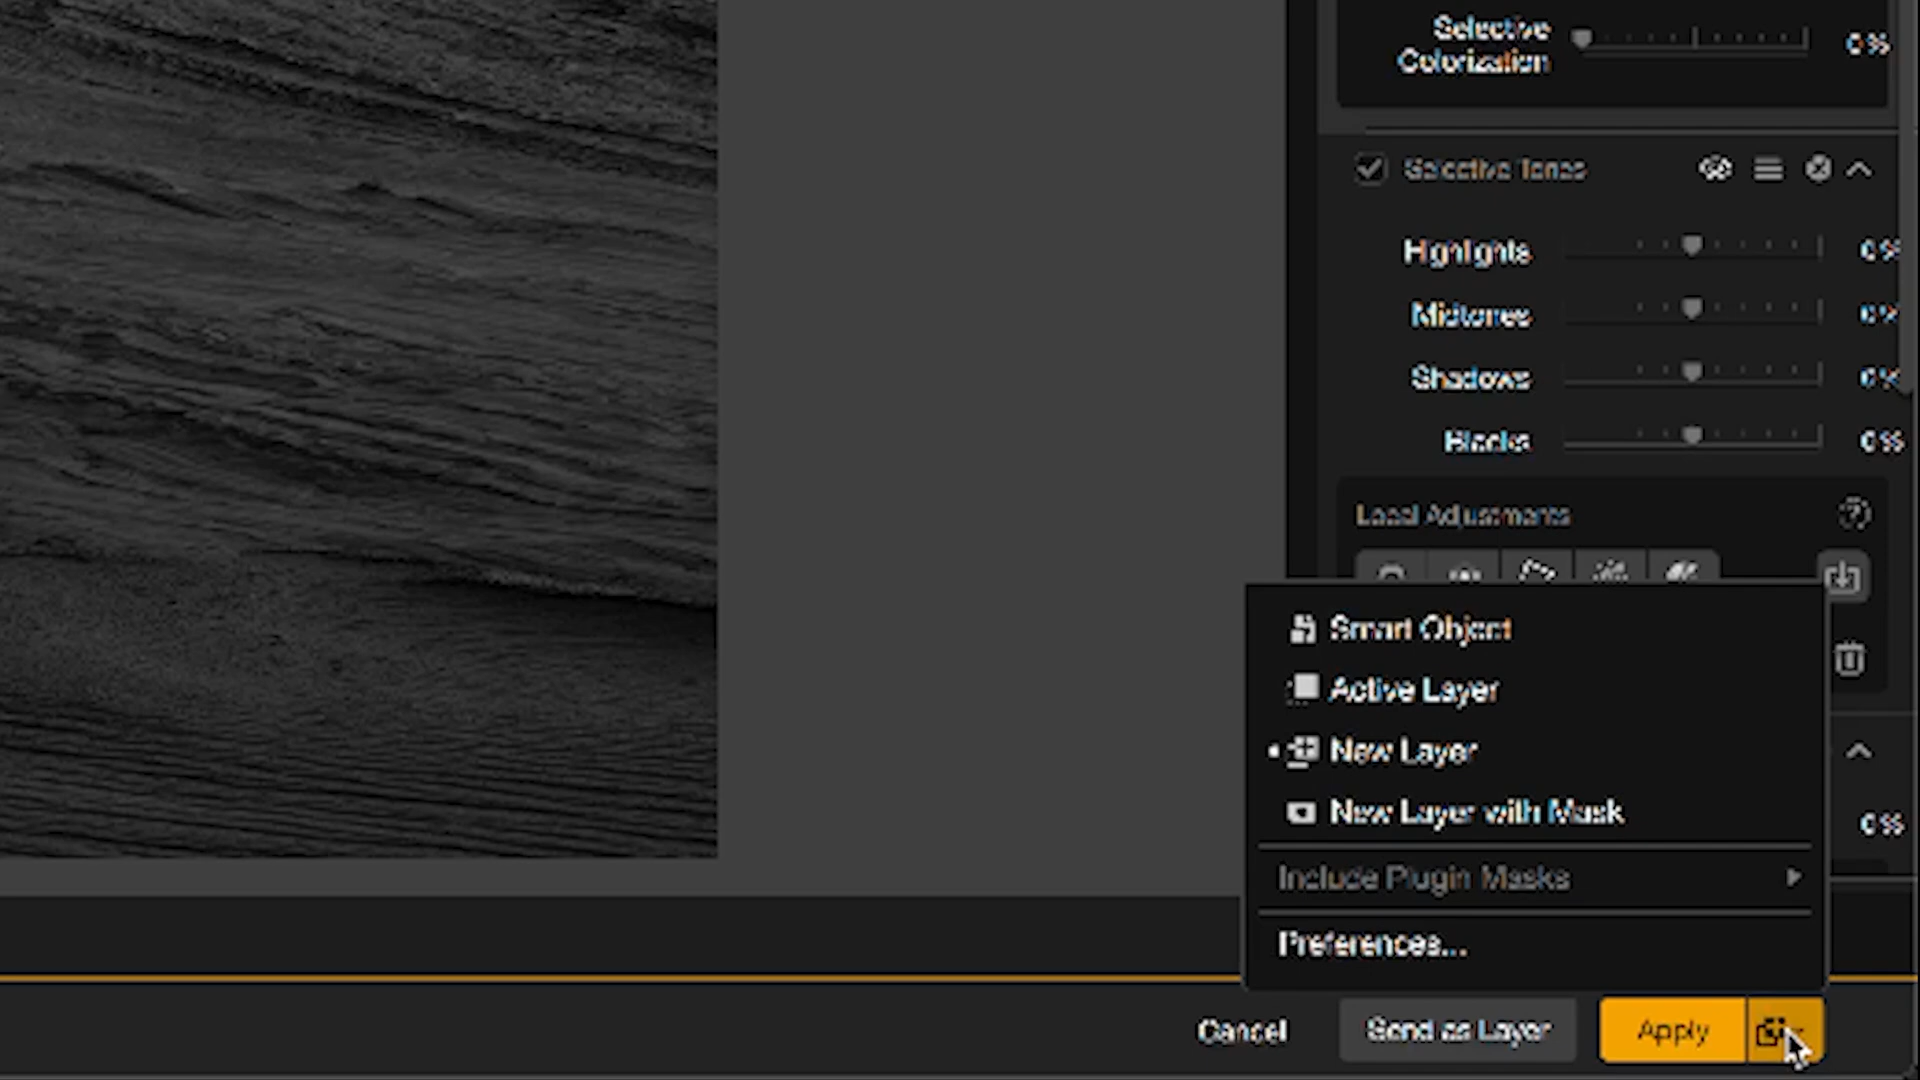 Selective
Colorization
0%
Selective Tones
Highlights
0%
Midtones
0%
Shadows
0%
Blacks
0%
Local Adjustments
Smart Object
Active Layer
New Layer
New Layer with Mask
0%
Include Plugin Masks
Preferences...
Cancel
Send as Layer
Apply